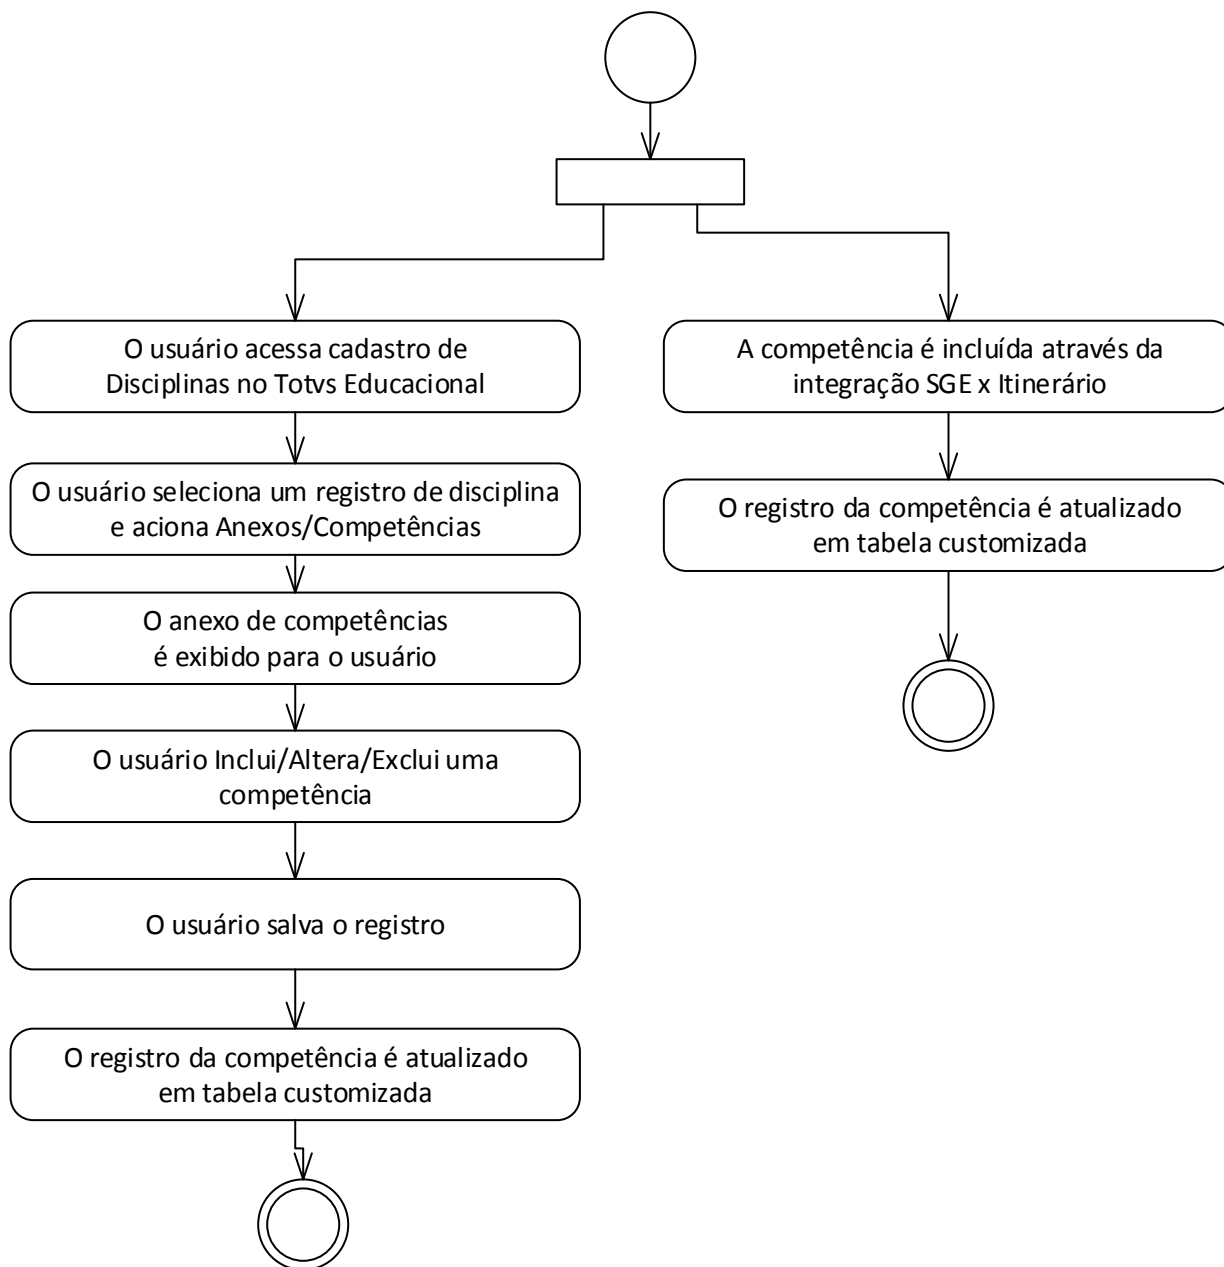 O usuário acessa cadastro de
Disciplinas no Totvs Educacional
O usuário seleciona um registro de disciplina
e aciona Anexos/Competências
O anexo de competências
é exibido para o usuário
O usuário Inclui/Altera/Exclui uma
competência
O usuário salva o registro
O registro da competência é atualizado
em tabela customizada
A competência é incluída através da
integração SGE x Itinerário
O registro da competência é atualizado
em tabela customizada